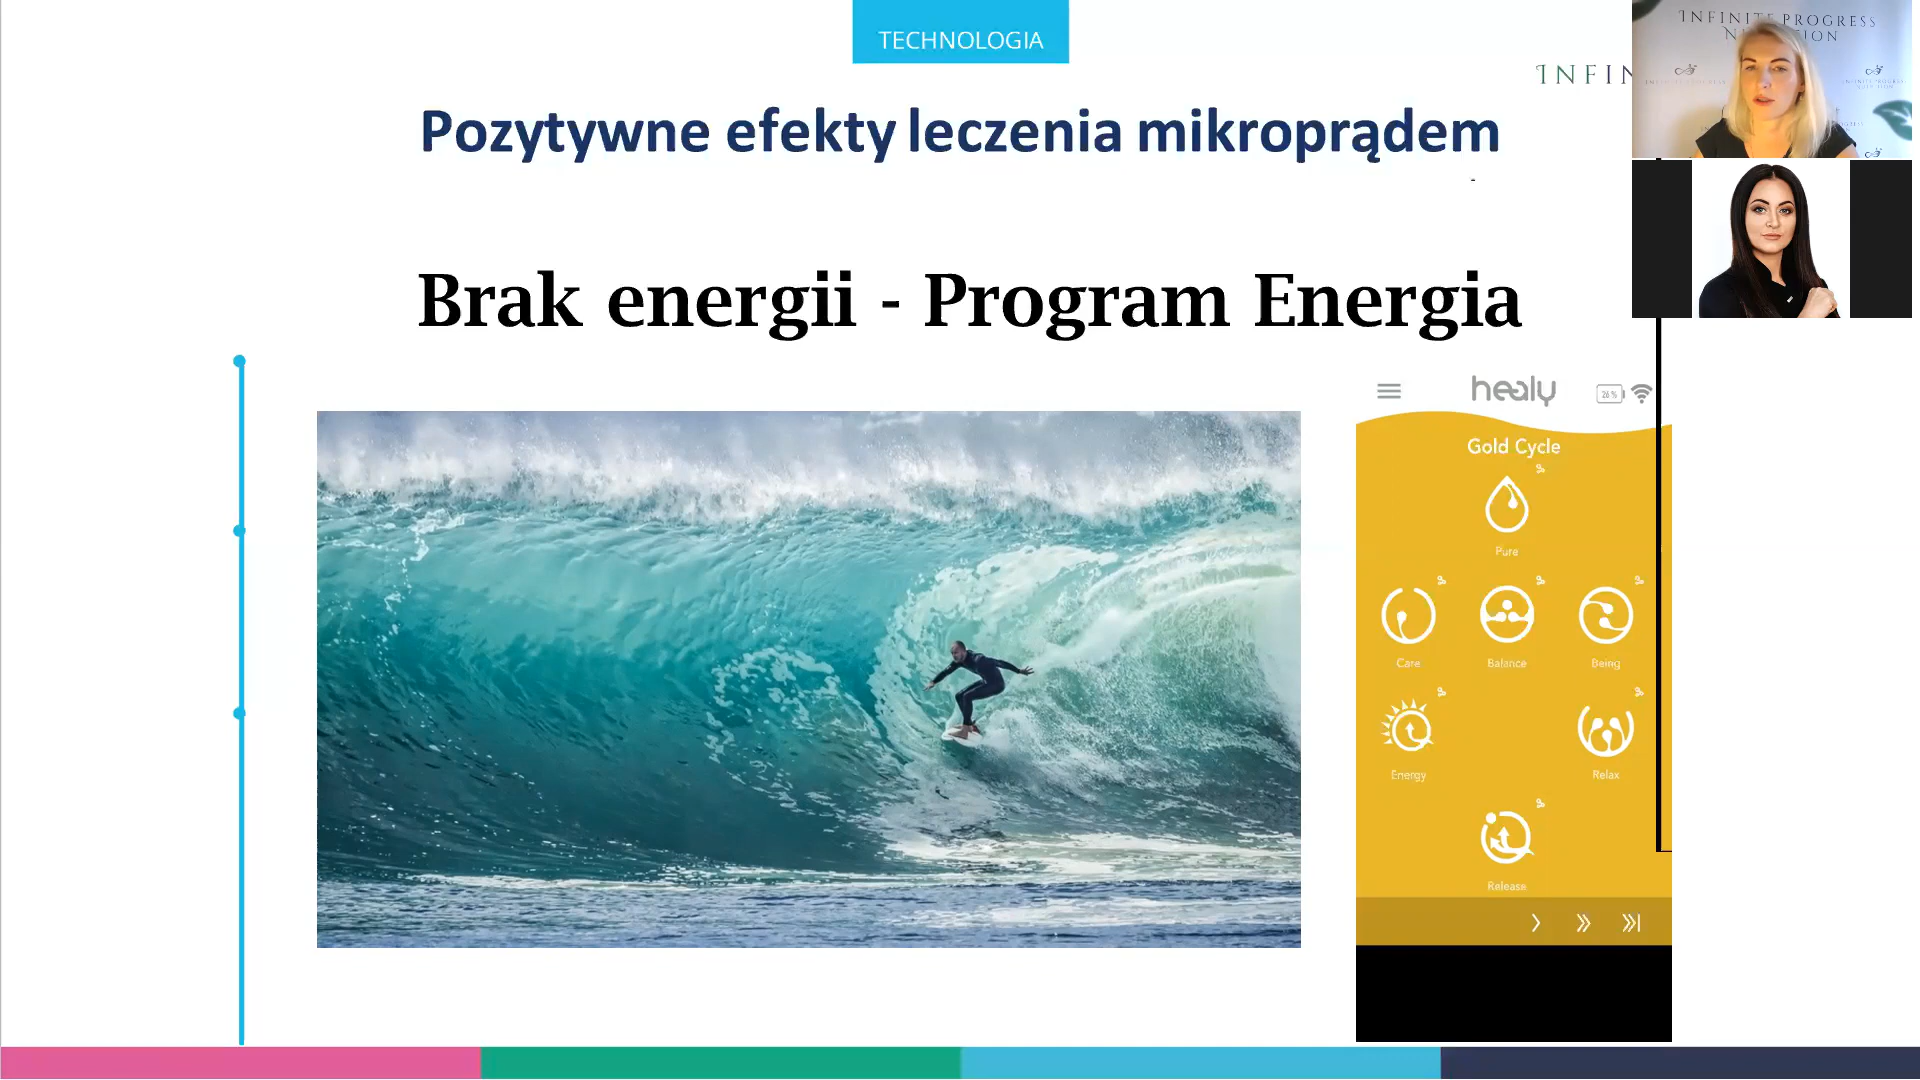 TECHNOLOGIA
INFIN
INFINITE PROGRESS
Pozytywne efekty leczenia mikroprądem
Brak energii - Program Energia
healy
26 %
Gold Cycle
Pure
Care
Balance
Being
Energy
Relax
Release